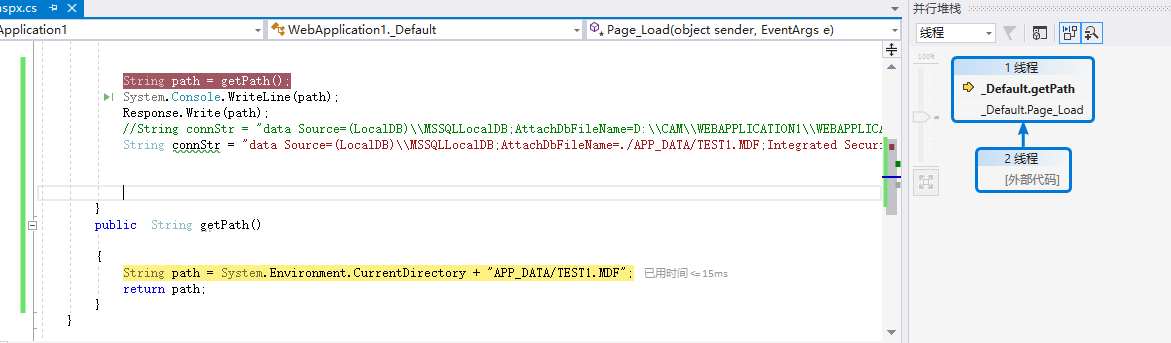 aspx.cs
Application1
WebApplication1._Default
Page_Load(object sender, EventArgs e)
String path = getPath();
System.Console.WriteLine(path);
Response.Write(path);
//String connStr = "data Source=(LocalDB)\\MSSQLLocalDB;AttachDbFileName=D:\\CAM\\WEBAPPLICATION1\\WEBAPPLICA
String connStr = "data Source=(LocalDB)\\MSSQLLocalDB;AttachDbFileName=./APP_DATA/TEST1.MDF;Integrated Secur
}
public String getPath()
{
String path = System.Environment.CurrentDirectory + "APP_DATA/TEST1.MDF"; 已用时间<=15ms
return path;
}
}
并行堆栈
线程
100%
1 线程
_Default.getPath
_Default.Page_Load
2 线程
[外部代码]